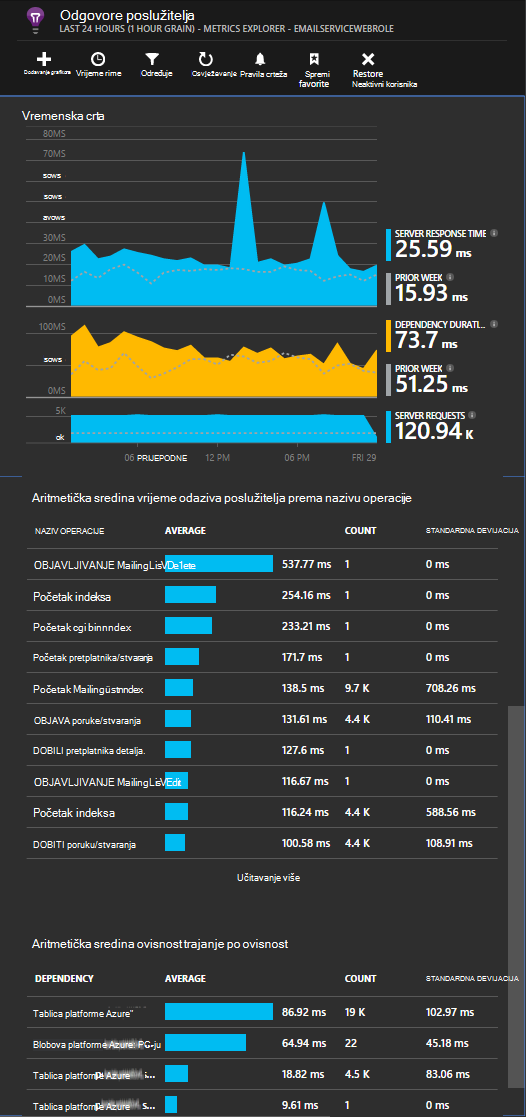 Odgovore poslužitelja
LAST 24 HOURS (1 HOUR GRAIN) - METRICS EXPLORER - EMAILSERVICEWEBROLE
Dodavanje grafikona Vrijeme rime Određuje Osvježavanje Pravila crteža Spremi favorite Restore Neaktivni korisnika
Vremenska crta
80MS
70MS
sows
sows
avows
30MS
20MS
10MS
0MS
SERVER RESPONSE TIME
25.59 ms
PRIOR WEEK
15.93 ms
100MS
sows
0MS
DEPENDENCY DURATI...
73.7 ms
PRIOR WEEK
51.25 ms
5K
ok
SERVER REQUESTS
120.94 K
06 PRIJEPODNE 12 PM 06 PM FRI 29
Aritmetička sredina vrijeme odaziva poslužitelja prema nazivu operacije
NAZIV OPERACIJE AVERAGE COUNT STANDARDNA DEVIJACIJA
OBJAVLJIVANJE MailingLisVDe1ete 537.77 ms 1 0 ms
Početak indeksa 254.16 ms 1 0 ms
Početak cgi binnndex 233.21 ms 1 0 ms
Početak pretplatnika/stvaranja 171.7 ms 1 0 ms
Početak Mailingüstnndex 138.5 ms 9.7 K 708.26 ms
OBJAVA poruke/stvaranja 131.61 ms 4.4 K 110.41 ms
DOBILI pretplatnika detalja. 127.6 ms 1 0 ms
OBJAVLJIVANJE MailingLisVEdit 116.67 ms 1 0 ms
Početak indeksa 116.24 ms 4.4 K 588.56 ms
DOBITI poruku/stvaranja 100.58 ms 4.4 K 108.91 ms
Učitavanje više
Aritmetička sredina ovisnost trajanje po ovisnost
DEPENDENCY AVERAGE COUNT STANDARDNA DEVIJACIJA
Tablica platforme Azure" 86.92 ms 19 K 102.97 ms
Blobova platforme Azure: PG-ju 64.94 ms 22 45.18 ms
Tablica platforme Azure i... 18.82 ms 4.5 K 83.06 ms
Tablica platforme Azure s... 9.61 ms 1 0 ms